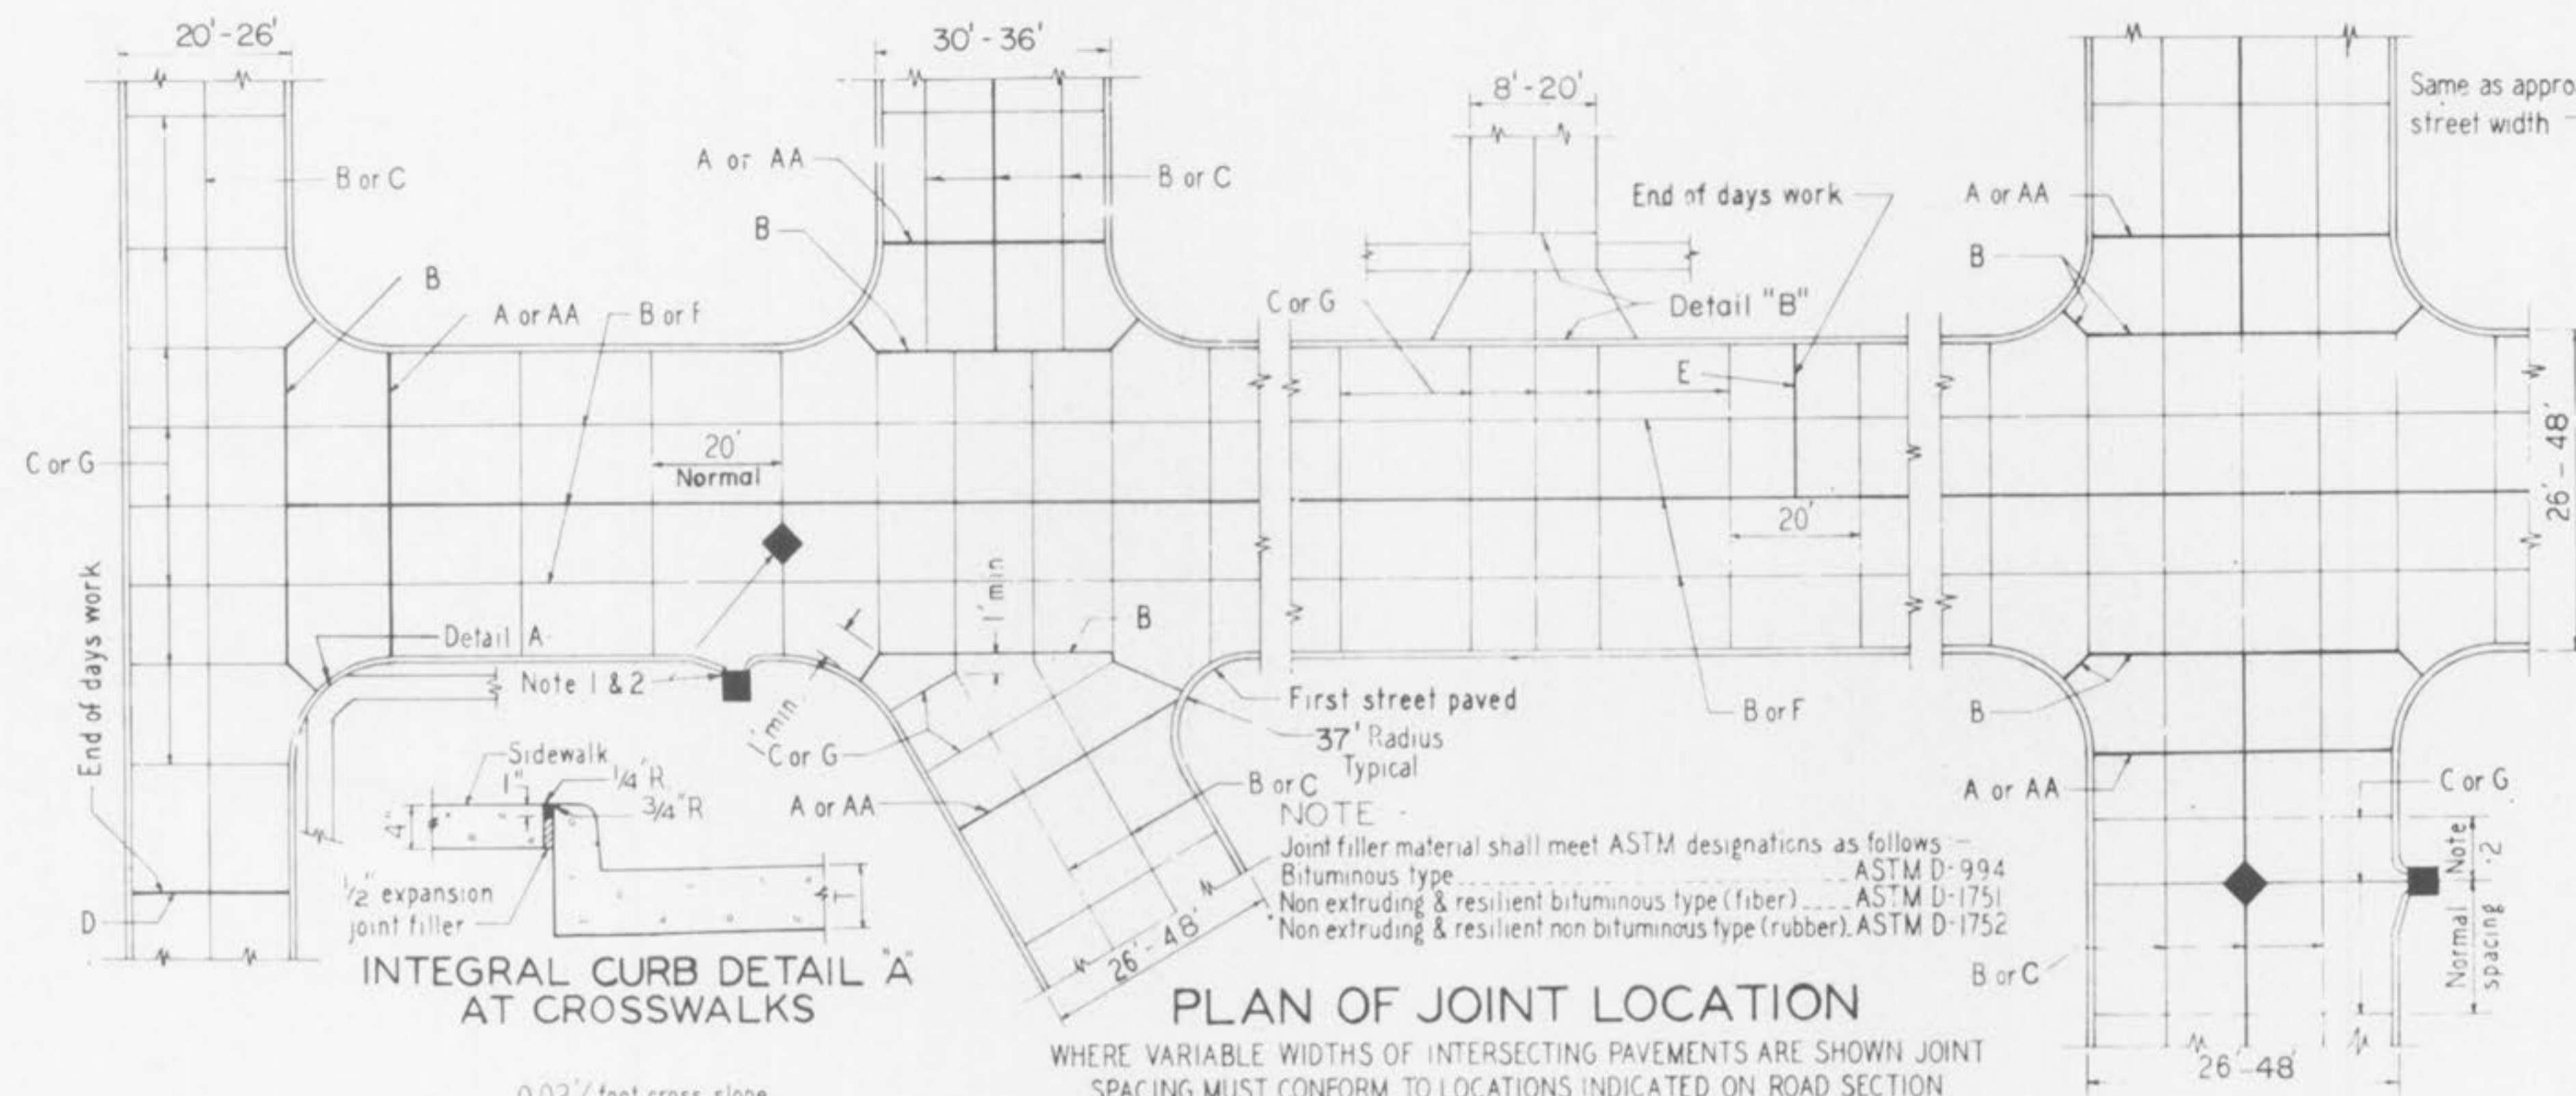 20'-26'
30'-36'
8'-20'
Same as appro
street width
B or C
A or AA
B or C
B
End of days work
A or AA
B
B
A or AA
B or F
C or G
Detail "B"
E
C or G
20'
Normal
20'
26'-48'
End of days work
Detail A
Note 1 & 2
1' min
1' min.
B
First street paved
37' Radius
Typical
B or F
B
C or G
B or C
A or AA
A or AA
C or G
Sidewalk
1"
1/4"R
3/4"R
4"
T
1/2" expansion
joint filler
D
INTEGRAL CURB DETAIL "A"
AT CROSSWALKS
NOTE -
Joint filler material shall meet ASTM designations as follows -
Bituminous type ASTM D-994
Non extruding & resilient bituminous type (fiber) ASTM D-1751
*Non extruding & resilient non bituminous type (rubber). ASTM D-1752
26'-48'
B or C
Normal Note
spacing 2
26'-48'
PLAN OF JOINT LOCATION
WHERE VARIABLE WIDTHS OF INTERSECTING PAVEMENTS ARE SHOWN JOINT
SPACING MUST CONFORM TO LOCATIONS INDICATED ON ROAD SECTION
foot cross slope